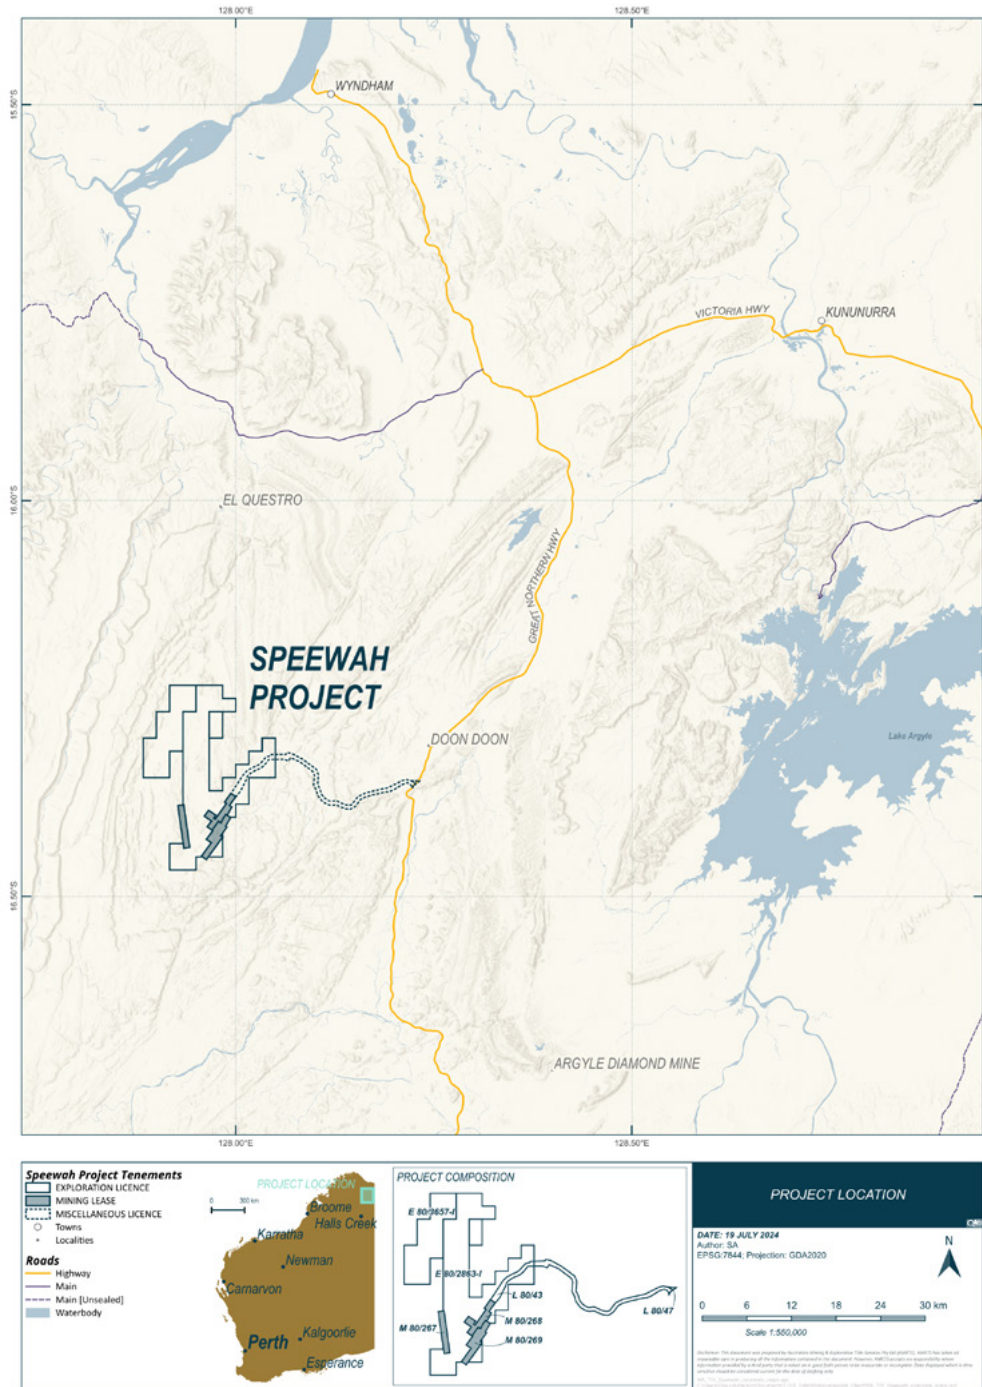 128.00°E
128.50°E
15.50°S
WYNDHAM
VICTORIA HWY
KUNUNURRA
16.00°S
EL QUESTRO
GREAT NORTHERN HWY
SPEEWAH
PROJECT
DOON DOON
Lake Argyle
16.50°S
ARGYLE DIAMOND MINE
128.00°E
128.50°E
Speewah Project Tenements
EXPLORATION LICENCE
MINING LEASE
MISCELLANEOUS LICENCE
Towns
Localities
Roads
Highway
Main
Main [Unsealed]
Waterbody
PROJECT LOCATION
0 300 km
Broome
Halls Creek
Karratha
Newman
Carnarvon
Kalgoorlie
Perth
Esperance
PROJECT COMPOSITION
E 80/3657-I
E 80/2863-I
L 80/43
L 80/47
M 80/268
M 80/267
M 80/269
PROJECT LOCATION
DATE: 19 JULY 2024
Author: SA
EPSG:7844; Projection: GDA2020
N
0 6 12 18 24 30 km
Scale 1:550,000